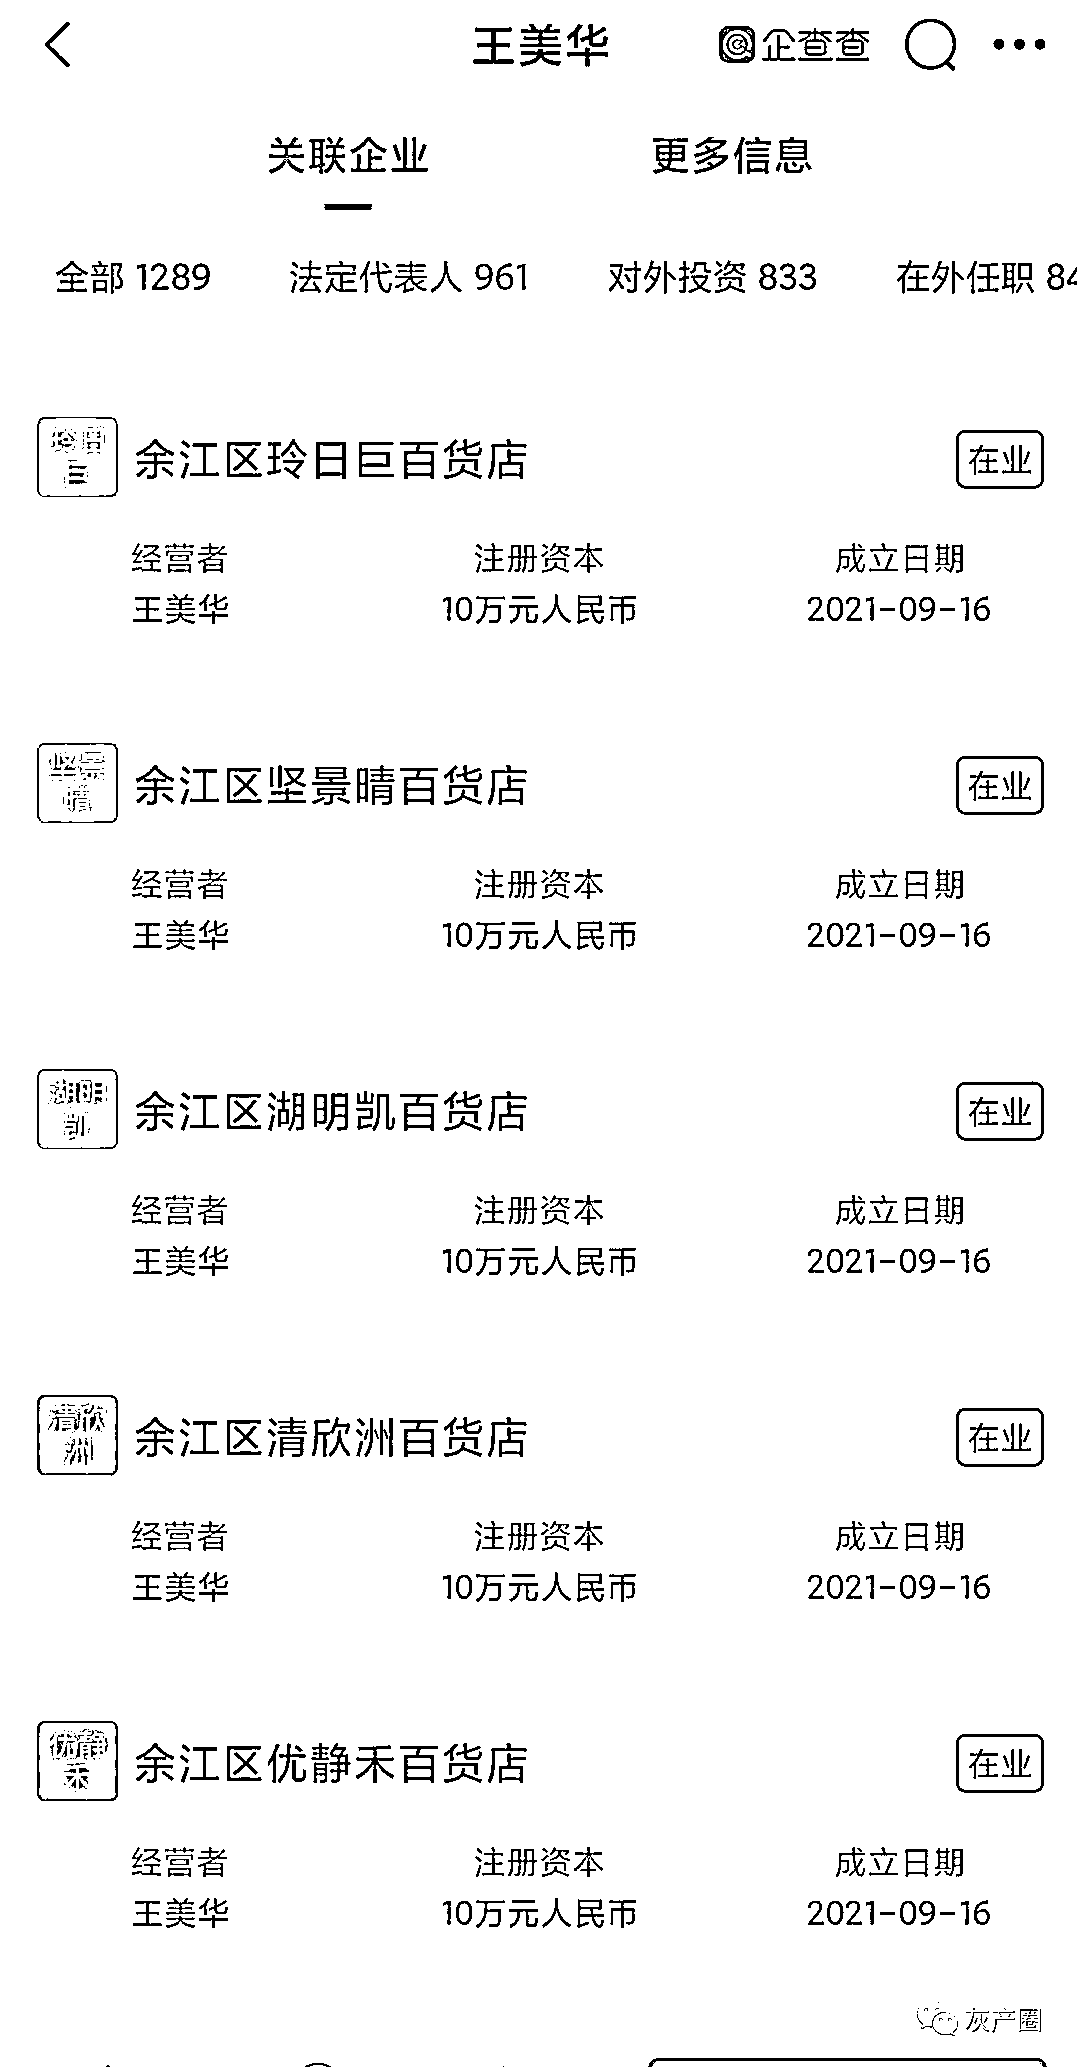 王美华 企查查
关联企业 更多信息
全部 1289 法定代表人 961 对外投资 833 在外任职 84
玲日
巨
余江区玲日巨百货店 在业
经营者 注册资本 成立日期
王美华 10万元人民币 2021-09-16
坚景
晴
余江区坚景晴百货店 在业
经营者 注册资本 成立日期
王美华 10万元人民币 2021-09-16
湖明
凯
余江区湖明凯百货店 在业
经营者 注册资本 成立日期
王美华 10万元人民币 2021-09-16
清欣
洲
余江区清欣洲百货店 在业
经营者 注册资本 成立日期
王美华 10万元人民币 2021-09-16
优静
禾
余江区优静禾百货店 在业
经营者 注册资本 成立日期
王美华 10万元人民币 2021-09-16
灰产圈